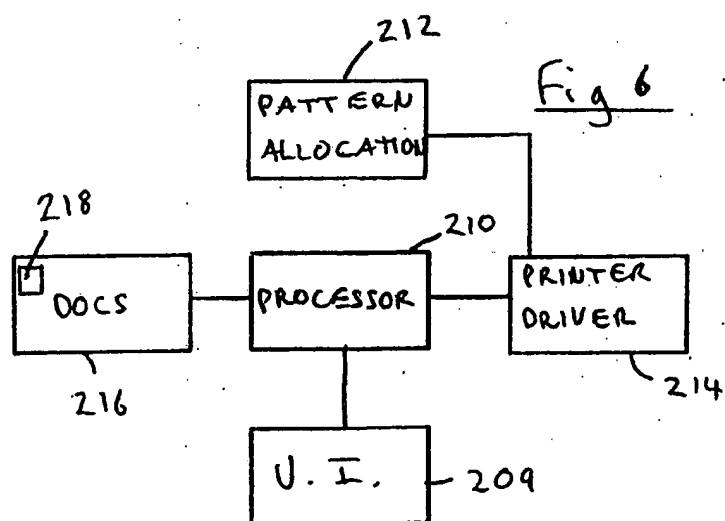 212
Fig 6
PATTERN
ALLOCATION
218
210
DOCS
PROCESSOR
PRINTER
DRIVER
216
214
U. I.
209